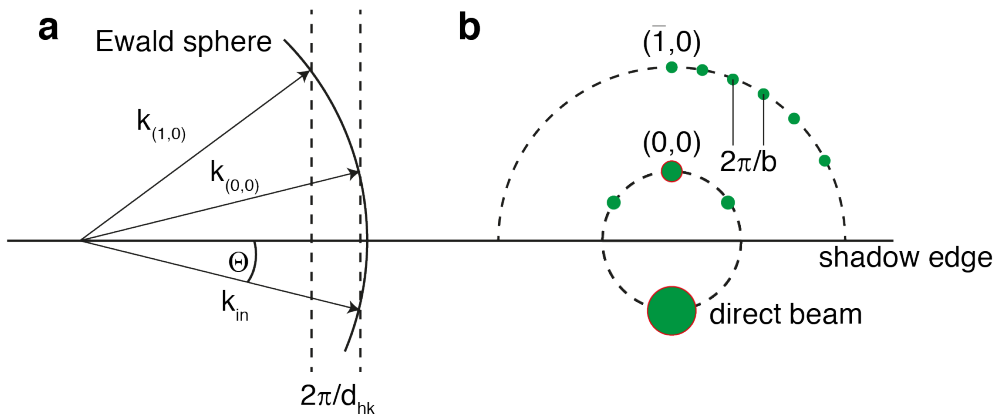 a
Ewald sphere
k(1,0)
k(0,0)
Θ
kin
2π/dhk
b
(1̅,0)
(0,0)
2π/b
shadow edge
direct beam